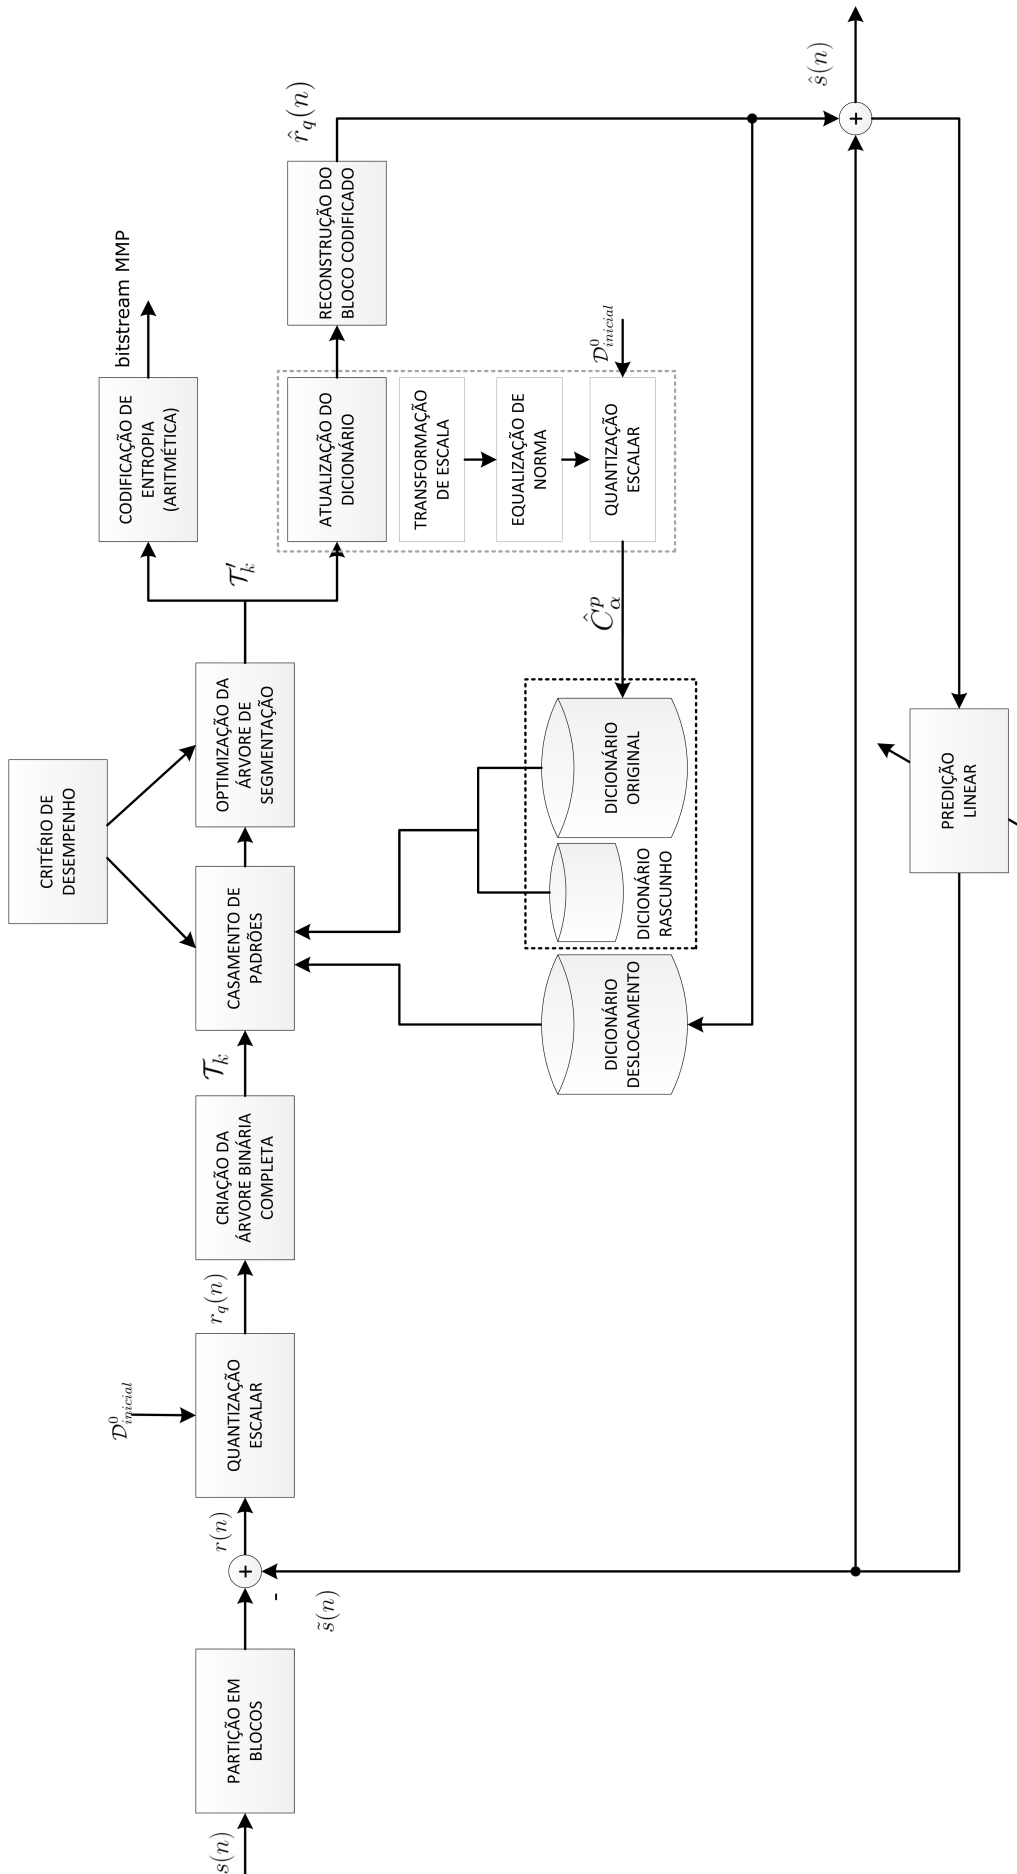 s(n)
PARTIÇÃO EM
BLOCOS
+
-
s̃(n)
r(n)
D⁰inicial
QUANTIZAÇÃO
ESCALAR
r_q(n)
CRIAÇÃO DA
ÁRVORE BINÁRIA
COMPLETA
T_k
CASAMENTO DE
PADRÕES
CRITÉRIO DE
DESEMPENHO
OPTIMIZAÇÃO DA
ÁRVORE DE
SEGMENTAÇÃO
T′_k
CODIFICAÇÃO DE
ENTROPIA
(ARITMÉTICA)
bitstream MMP
ATUALIZAÇÃO DO
DICIONÁRIO
TRANSFORMAÇÃO
DE ESCALA
EQUALIZAÇÃO DE
NORMA
QUANTIZAÇÃO
ESCALAR
D⁰inicial
RECONSTRUÇÃO DO
BLOCO CODIFICADO
r̂_q(n)
Ĉ^p_α
DICIONÁRIO
DESLOCAMENTO
DICIONÁRIO
RASCUNHO
DICIONÁRIO
ORIGINAL
+
ŝ(n)
PREDIÇÃO
LINEAR